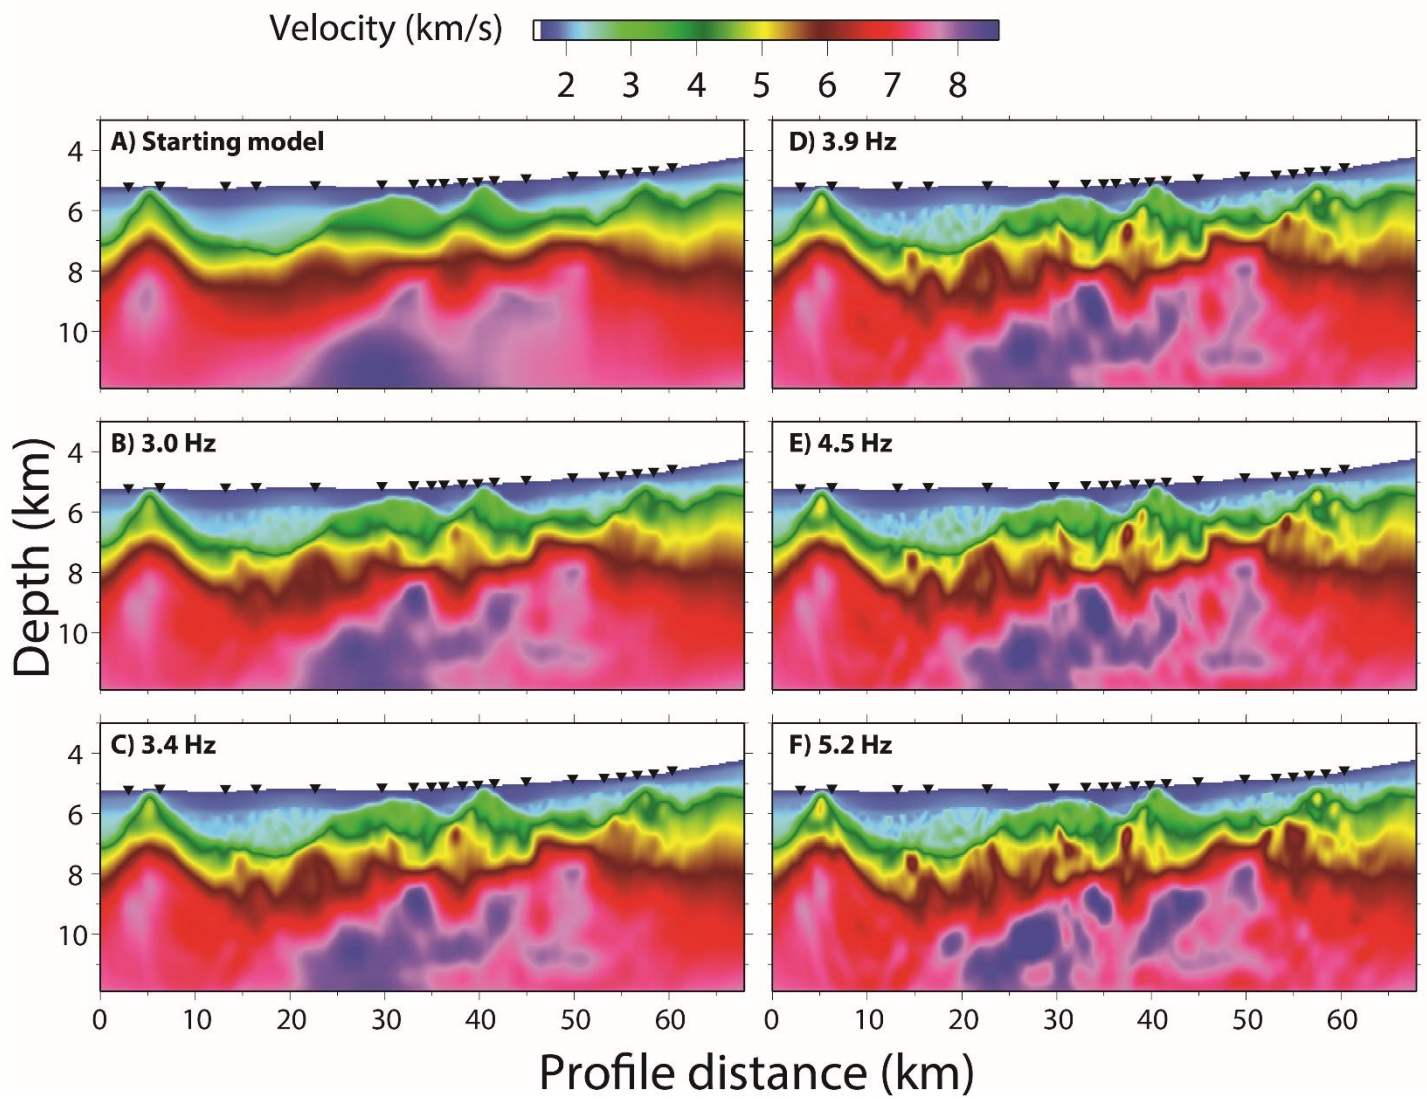 Velocity (km/s)
2 3 4 5 6 7 8
A) Starting model
D) 3.9 Hz
4
6
8
10
B) 3.0 Hz
E) 4.5 Hz
4
6
8
10
Depth (km)
C) 3.4 Hz
F) 5.2 Hz
4
6
8
10
0 10 20 30 40 50 60
0 10 20 30 40 50 60
Profile distance (km)